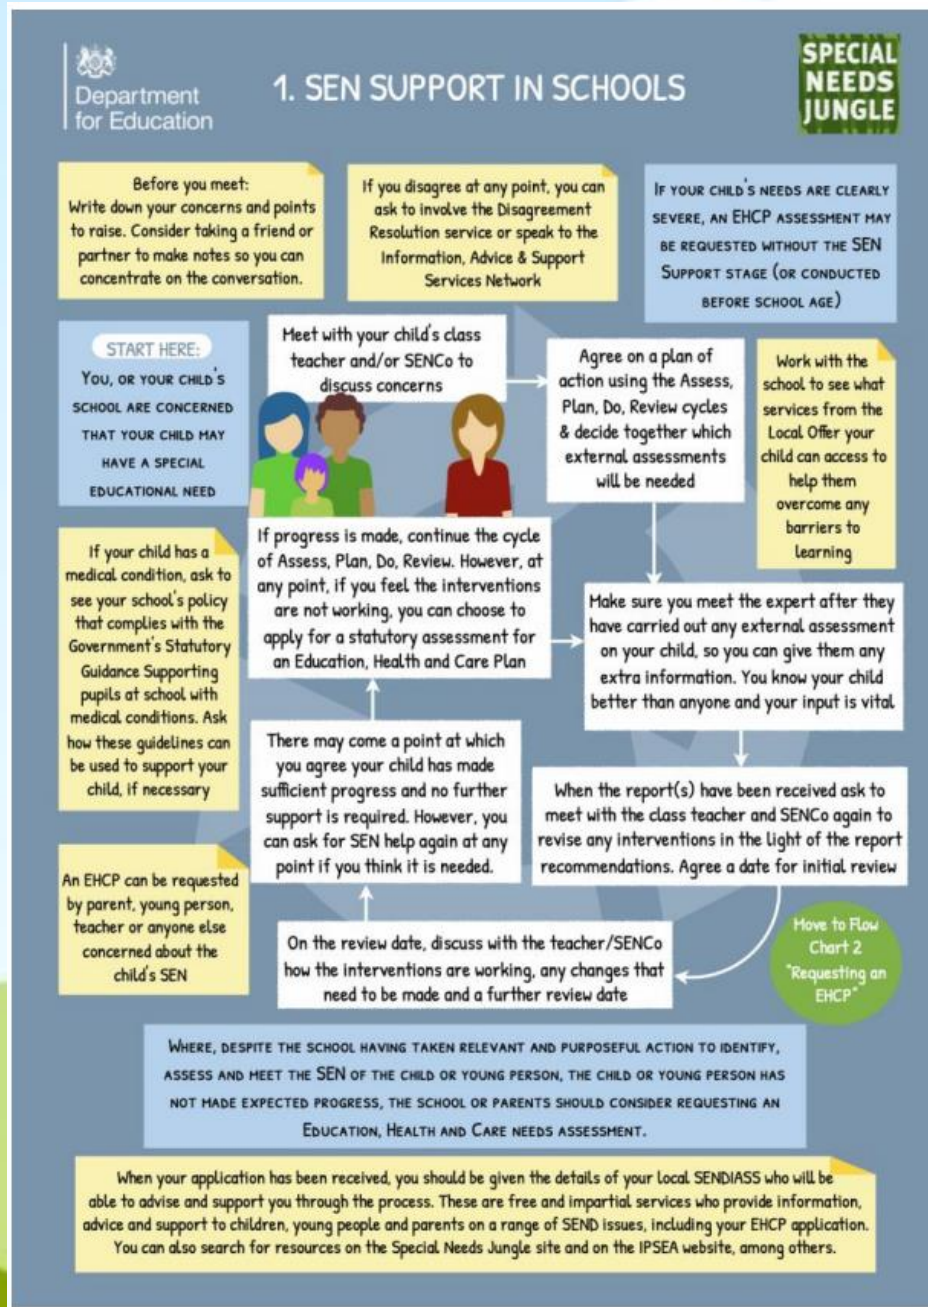 Department
for Education
1. SEN SUPPORT IN SCHOOLS
SPECIAL
NEEDS
JUNGLE
Before you meet:
Write down your concerns and points
to raise. Consider taking a friend or
partner to make notes so you can
concentrate on the conversation.
If you disagree at any point, you can
ask to involve the Disagreement
Resolution service or speak to the
Information, Advice & Support
Services Network
IF YOUR CHILD'S NEEDS ARE CLEARLY
SEVERE, AN EHCP ASSESSMENT MAY
BE REQUESTED WITHOUT THE SEN
SUPPORT STAGE (OR CONDUCTED
BEFORE SCHOOL AGE)
START HERE:
YOU, OR YOUR CHILD'S
SCHOOL ARE CONCERNED
THAT YOUR CHILD MAY
HAVE A SPECIAL
EDUCATIONAL NEED
Meet with your child's class
teacher and/or SENCo to
discuss concerns
Agree on a plan of
action using the Assess,
Plan, Do, Review cycles
& decide together which
external assessments
will be needed
Work with the
school to see what
services from the
Local Offer your
child can access to
help them
overcome any
barriers to
learning
If your child has a
medical condition, ask to
see your school's policy
that complies with the
Government's Statutory
Guidance Supporting
pupils at school with
medical conditions. Ask
how these guidelines can
be used to support your
child, if necessary
If progress is made, continue the cycle
of Assess, Plan, Do, Review. However, at
any point, if you feel the interventions
are not working, you can choose to
apply for a statutory assessment for
an Education, Health and Care Plan
Make sure you meet the expert after they
have carried out any external assessment
on your child, so you can give them any
extra information. You know your child
better than anyone and your input is vital
There may come a point at which
you agree your child has made
sufficient progress and no further
support is required. However, you
can ask for SEN help again at any
point if you think it is needed.
When the report(s) have been received ask to
meet with the class teacher and SENCo again to
revise any interventions in the light of the report
recommendations. Agree a date for initial review
An EHCP can be requested
by parent, young person,
teacher or anyone else
concerned about the
child's SEN
On the review date, discuss with the teacher/SENCo
how the interventions are working, any changes that
need to be made and a further review date
Move to Flow
Chart 2
"Requesting an
EHCP"
WHERE, DESPITE THE SCHOOL HAVING TAKEN RELEVANT AND PURPOSEFUL ACTION TO IDENTIFY,
ASSESS AND MEET THE SEN OF THE CHILD OR YOUNG PERSON, THE CHILD OR YOUNG PERSON HAS
NOT MADE EXPECTED PROGRESS, THE SCHOOL OR PARENTS SHOULD CONSIDER REQUESTING AN
EDUCATION, HEALTH AND CARE NEEDS ASSESSMENT.
When your application has been received, you should be given the details of your local SENDIASS who will be
able to advise and support you through the process. These are free and impartial services who provide information,
advice and support to children, young people and parents on a range of SEND issues, including your EHCP application.
You can also search for resources on the Special Needs Jungle site and on the IPSEA website, among others.